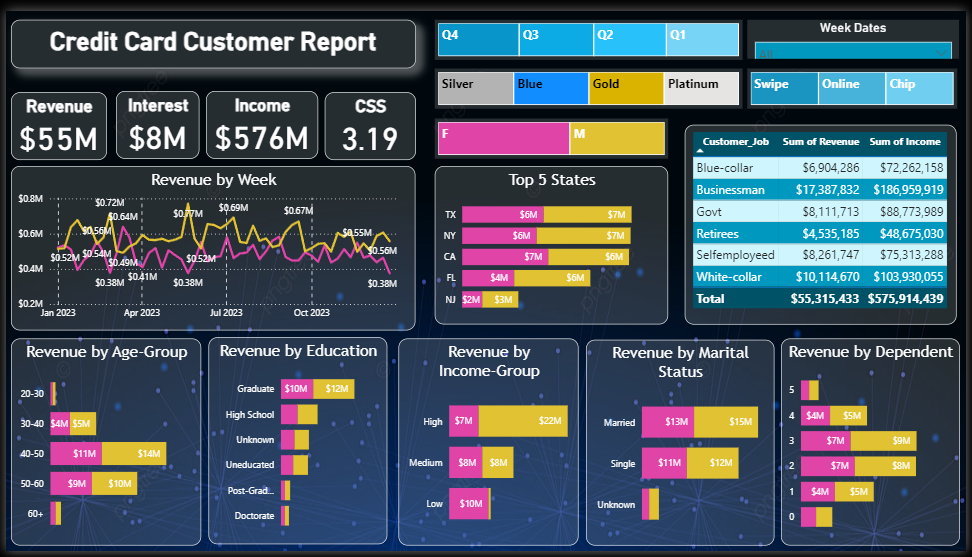 Credit Card Customer Report
Q4 Q3 Q2 Q1
Week Dates
All
Silver Blue Gold Platinum
Swipe Online Chip
Revenue
$55M
Interest
$8M
Income
$576M
CSS
3.19
F M
Customer_Job Sum of Revenue Sum of Income
Blue-collar $6,904,286 $72,262,158
Businessman $17,387,832 $186,959,919
Govt $8,111,713 $88,773,989
Retirees $4,535,185 $48,675,030
Selfemployeed $8,261,747 $75,313,288
White-collar $10,114,670 $103,930,055
Total $55,315,433 $575,914,439
Revenue by Week
$0.8M
$0.6M
$0.4M
$0.2M
$0.52M $0.56M $0.54M $0.72M $0.64M $0.49M $0.38M $0.41M $0.77M $0.38M $0.52M $0.69M $0.67M $0.55M $0.56M $0.38M
Jan 2023 Apr 2023 Jul 2023 Oct 2023
Top 5 States
TX $6M $7M
NY $6M $7M
CA $7M $6M
FL $4M $6M
NJ $2M $3M
Revenue by Age-Group
20-30
30-40 $4M $5M
40-50 $11M $14M
50-60 $9M $10M
60+
Revenue by Education
Graduate $10M $12M
High School
Unknown
Uneducated
Post-Grad...
Doctorate
Revenue by
Income-Group
High $7M $22M
Medium $8M $8M
Low $10M
Revenue by Marital
Status
Married $13M $15M
Single $11M $12M
Unknown
Revenue by Dependent
5
4 $4M $5M
3 $7M $9M
2 $7M $8M
1 $4M $5M
0